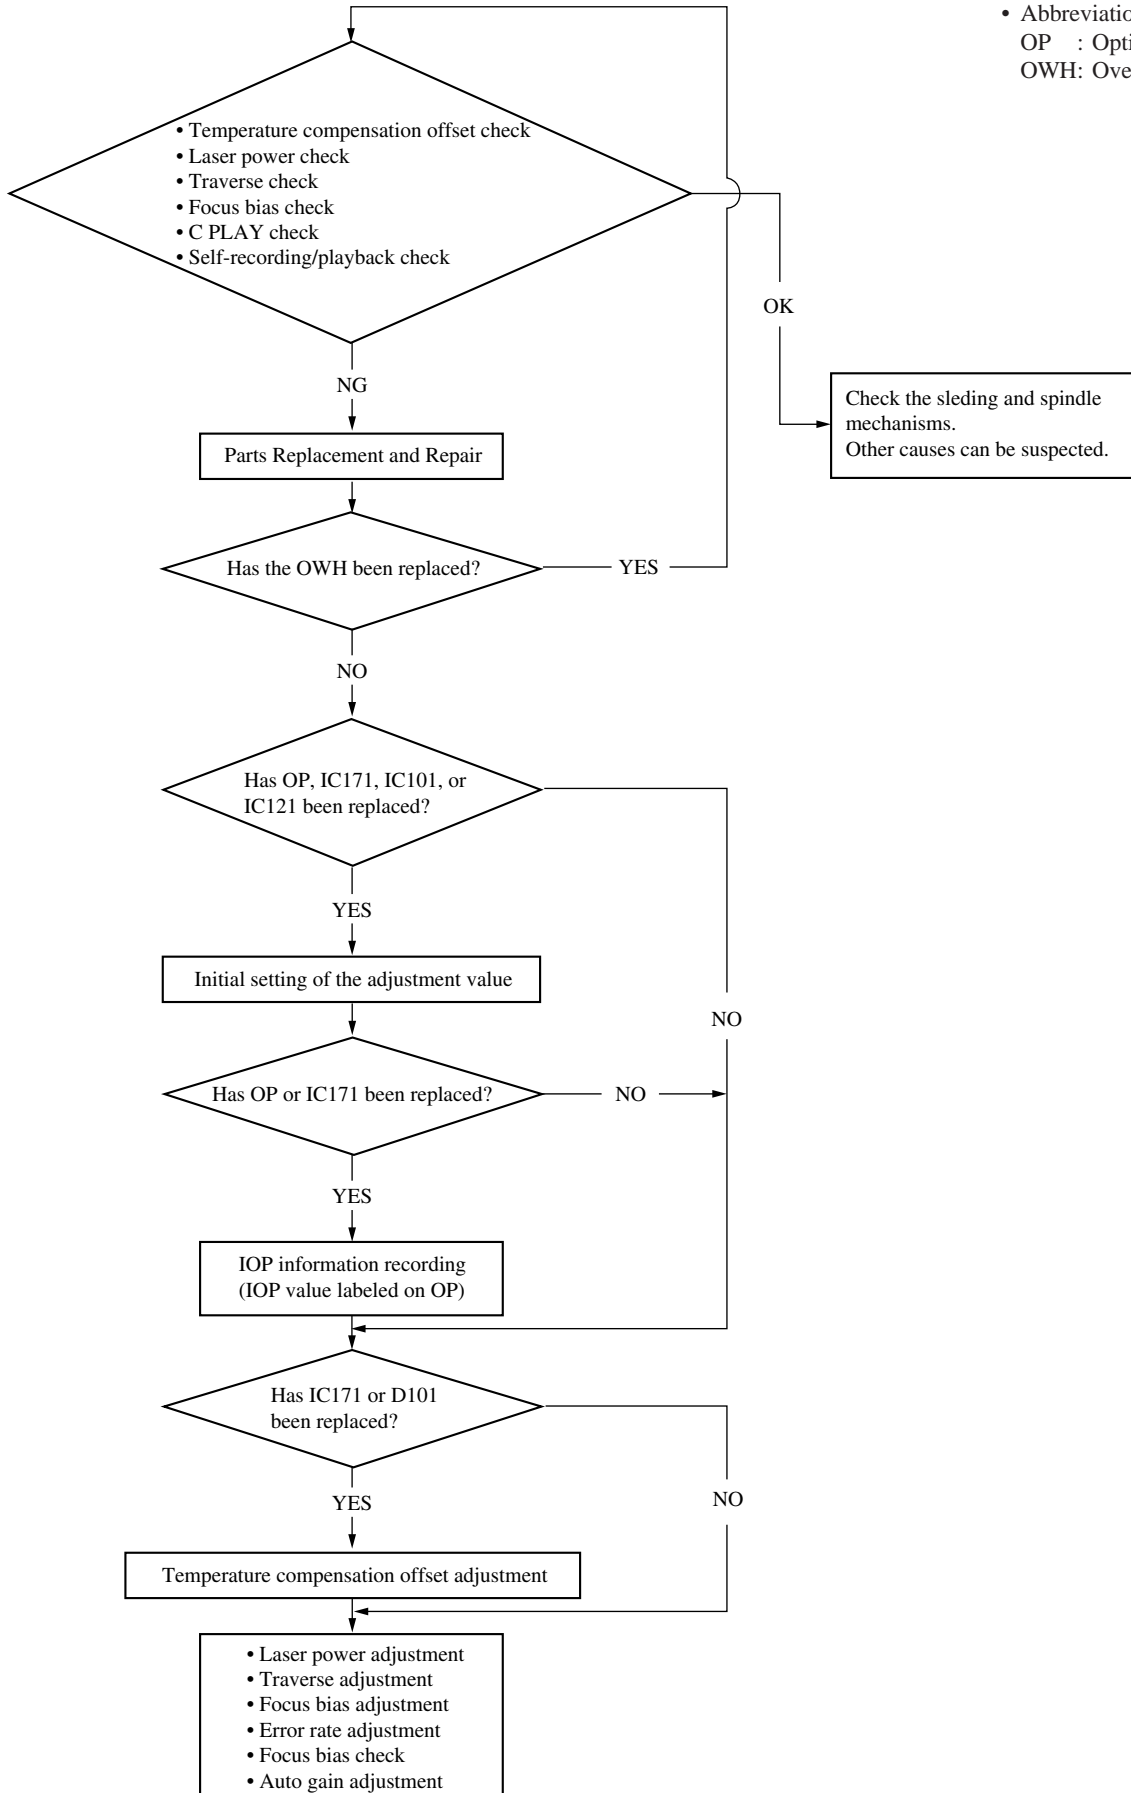 • Abbreviatio
OP : Opti
OWH: Ove
• Temperature compensation offset check
• Laser power check
• Traverse check
• Focus bias check
• C PLAY check
• Self-recording/playback check
OK
NG
Check the sleding and spindle
mechanisms.
Other causes can be suspected.
Parts Replacement and Repair
Has the OWH been replaced?
YES
NO
Has OP, IC171, IC101, or
IC121 been replaced?
YES
Initial setting of the adjustment value
NO
Has OP or IC171 been replaced?
NO
YES
IOP information recording
(IOP value labeled on OP)
Has IC171 or D101
been replaced?
YES
NO
Temperature compensation offset adjustment
• Laser power adjustment
• Traverse adjustment
• Focus bias adjustment
• Error rate adjustment
• Focus bias check
• Auto gain adjustment